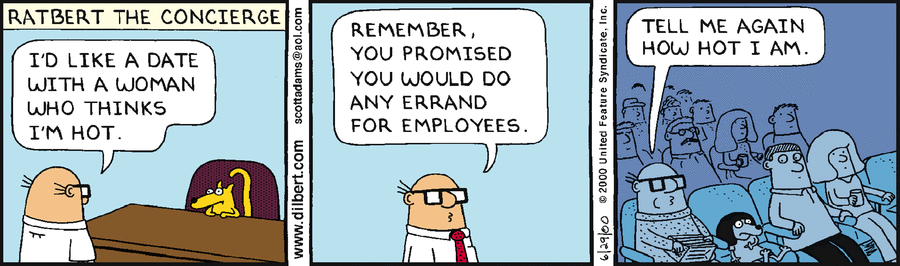 RATBERT THE CONCIERGE
I'D LIKE A DATE
WITH A WOMAN
WHO THINKS
I'M HOT.
www.dilbert.com scottadams@aol.com
REMEMBER,
YOU PROMISED
YOU WOULD DO
ANY ERRAND
FOR EMPLOYEES.
6/29/00 © 2000 United Feature Syndicate, Inc.
TELL ME AGAIN
HOW HOT I AM.